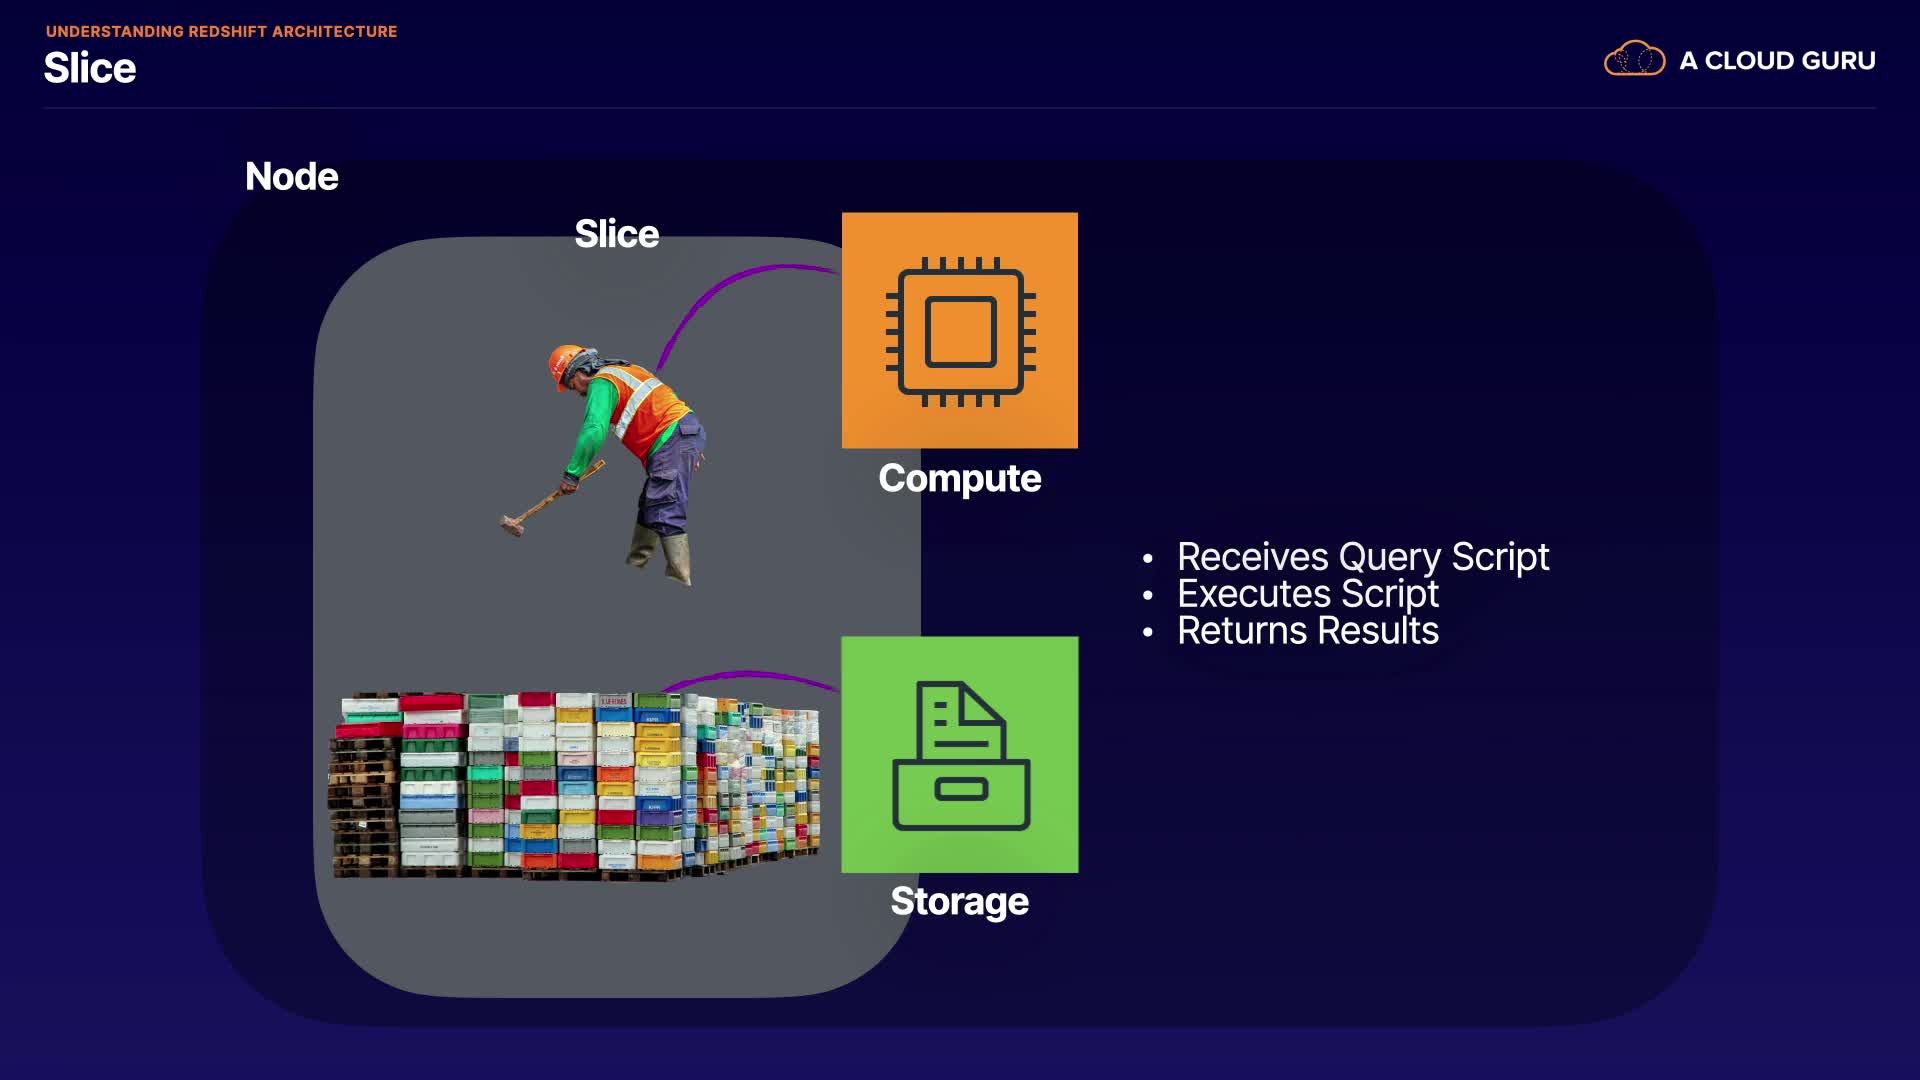 UNDERSTANDING REDSHIFT ARCHITECTURE
Slice
A CLOUD GURU
Node
Slice
Compute
• Receives Query Script
• Executes Script
• Returns Results
Storage